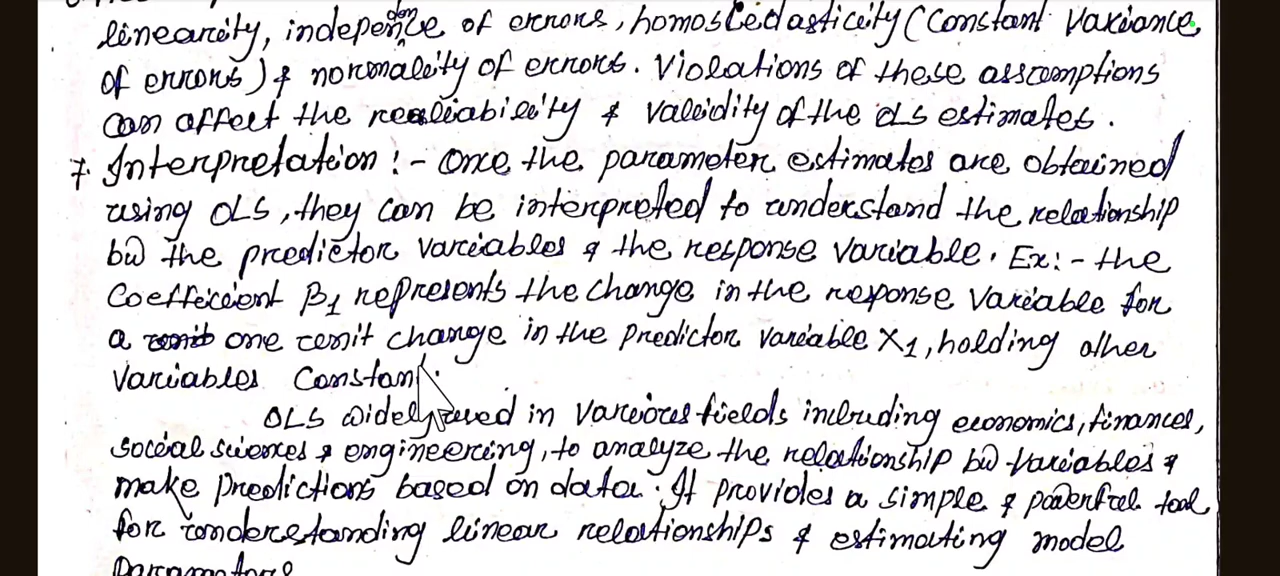 linearity, independence of errors, homoscedasticity (constant variance
of errors) & normality of errors. Violations of these assumptions
can affect the realiability & validity of the OLS estimates.
7. Interpretation :- Once the parameter estimates are obtained
using OLS, they can be interpreted to understand the relationship
bw the predictor variables & the response variable. Ex:- the
coefficient β1 represents the change in the reponse variable for
a one unit change in the predictor variable X1, holding other
variables constant.
OLS widely used in various fields including economics, finances,
social sciences & engineering, to analyze the relationship bw variables &
make predictions based on data. It provides a simple & powerful tool
for understanding linear relationships & estimating model
parameters